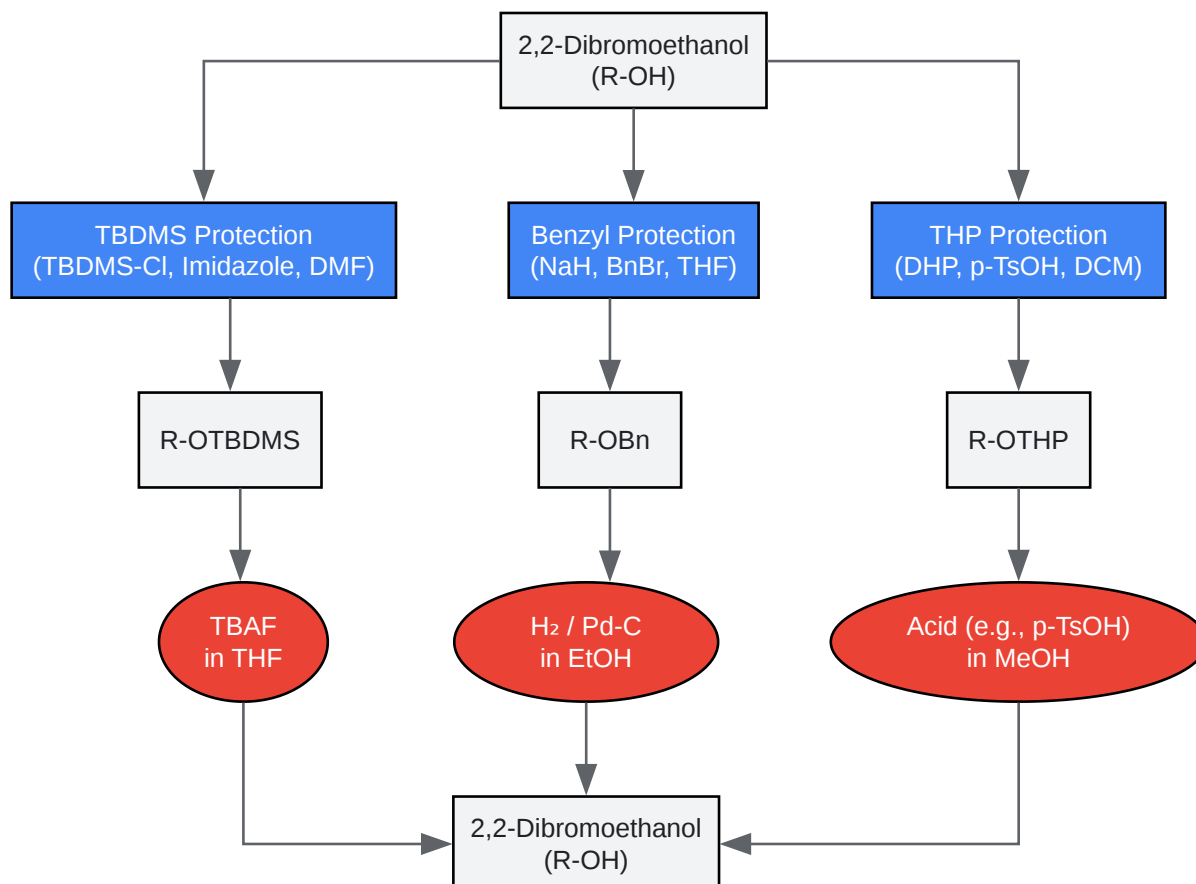 2,2-Dibromoethanol
(R-OH)
TBDMS Protection
(TBDMS-Cl, Imidazole, DMF)
Benzyl Protection
(NaH, BnBr, THF)
THP Protection
(DHP, p-TsOH, DCM)
R-OTBDMS
R-OBn
R-OTHP
TBAF
in THF
H₂ / Pd-C
in EtOH
Acid (e.g., p-TsOH)
in MeOH
2,2-Dibromoethanol
(R-OH)